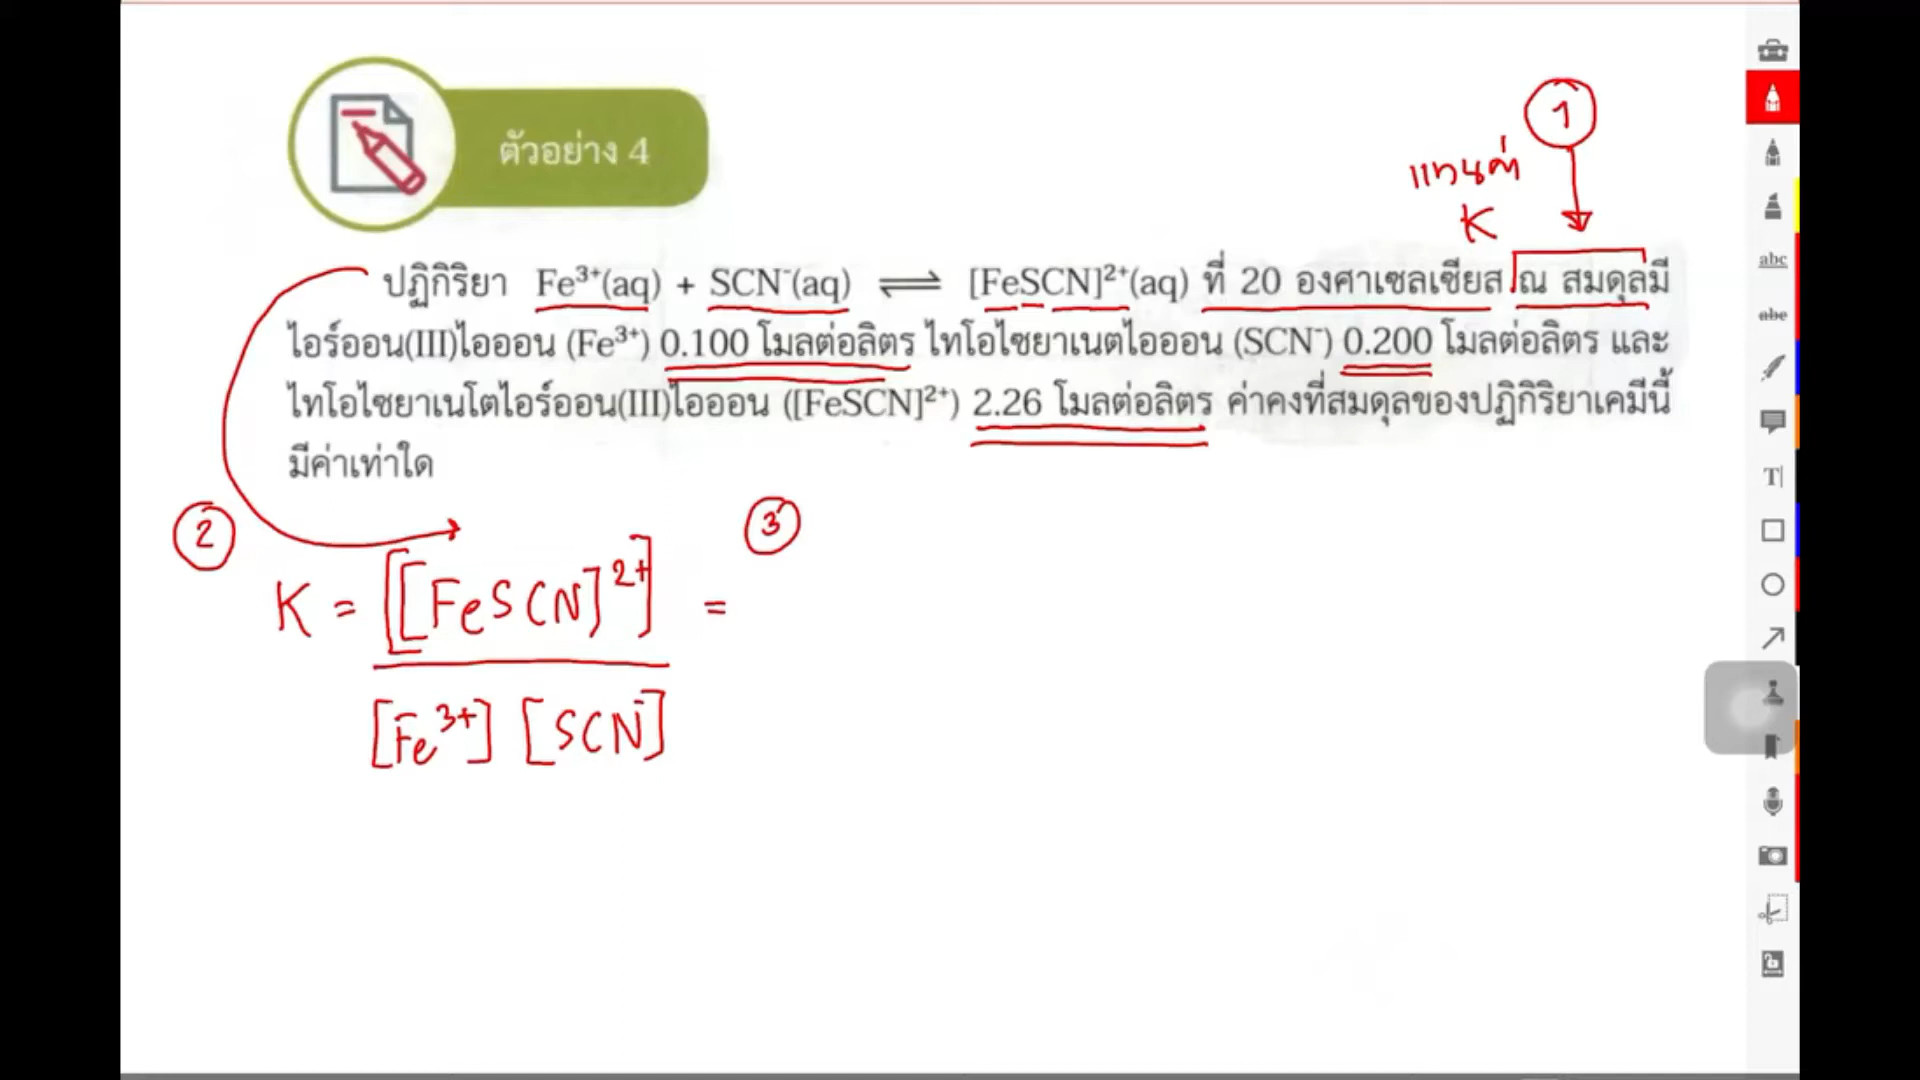 ตัวอย่าง 4
1
แทนค่า
K
ปฏิกิริยา Fe³⁺(aq) + SCN⁻(aq) ⇌ [FeSCN]²⁺(aq) ที่ 20 องศาเซลเซียส ณ สมดุลมี
ไอร์ออน(III)ไอออน (Fe³⁺) 0.100 โมลต่อลิตร ไทโอไซยาเนตไอออน (SCN⁻) 0.200 โมลต่อลิตร และ
ไทโอไซยาเนโตไอร์ออน(III)ไอออน ([FeSCN]²⁺) 2.26 โมลต่อลิตร ค่าคงที่สมดุลของปฏิกิริยาเคมีนี้
มีค่าเท่าใด
2
3
K = [[FeSCN]²⁺] =
[Fe³⁺] [SCN⁻]
abc
abc
T|